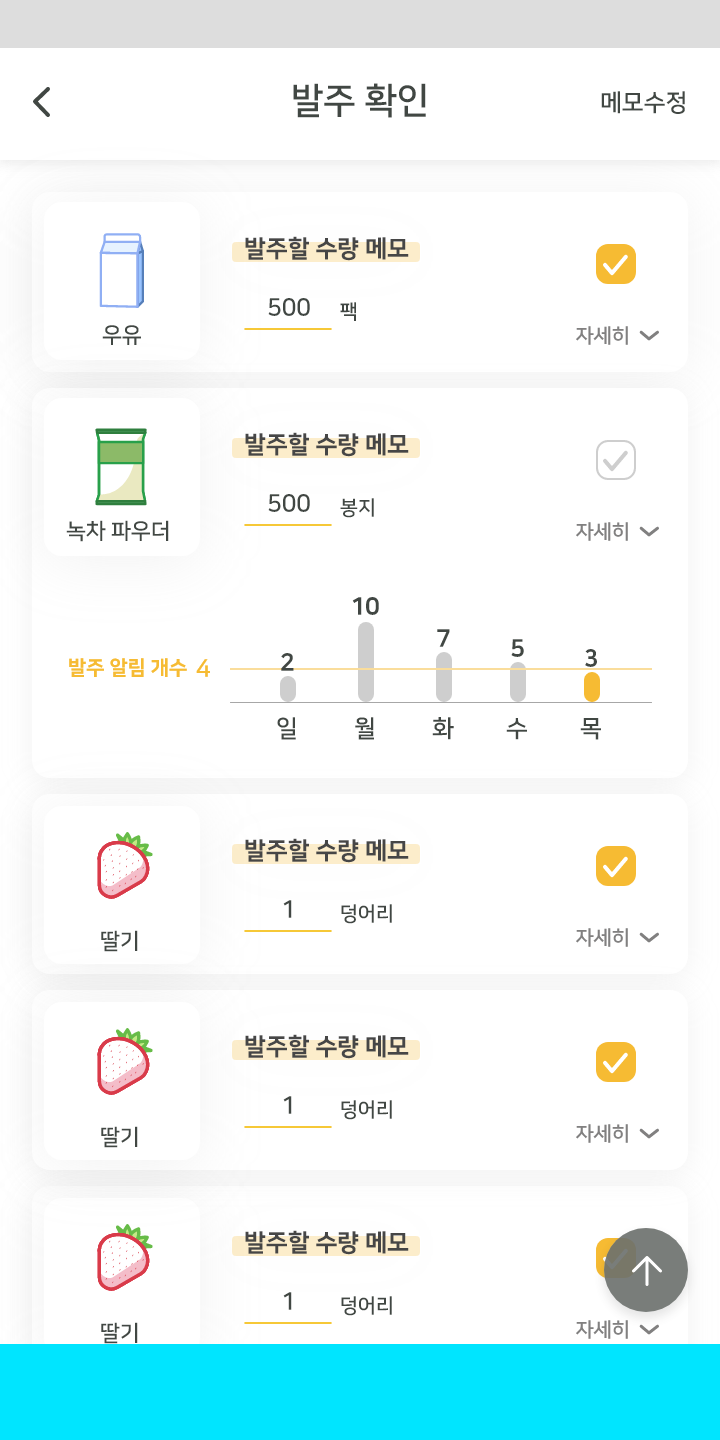 발주 확인
메모수정
발주할 수량 메모
500 팩
우유
자세히
발주할 수량 메모
500 봉지
녹차 파우더
자세히
발주 알림 개수 4
2 10 7 5 3
일 월 화 수 목
발주할 수량 메모
1 덩어리
딸기
자세히
발주할 수량 메모
1 덩어리
딸기
자세히
발주할 수량 메모
1 덩어리
딸기
자세히